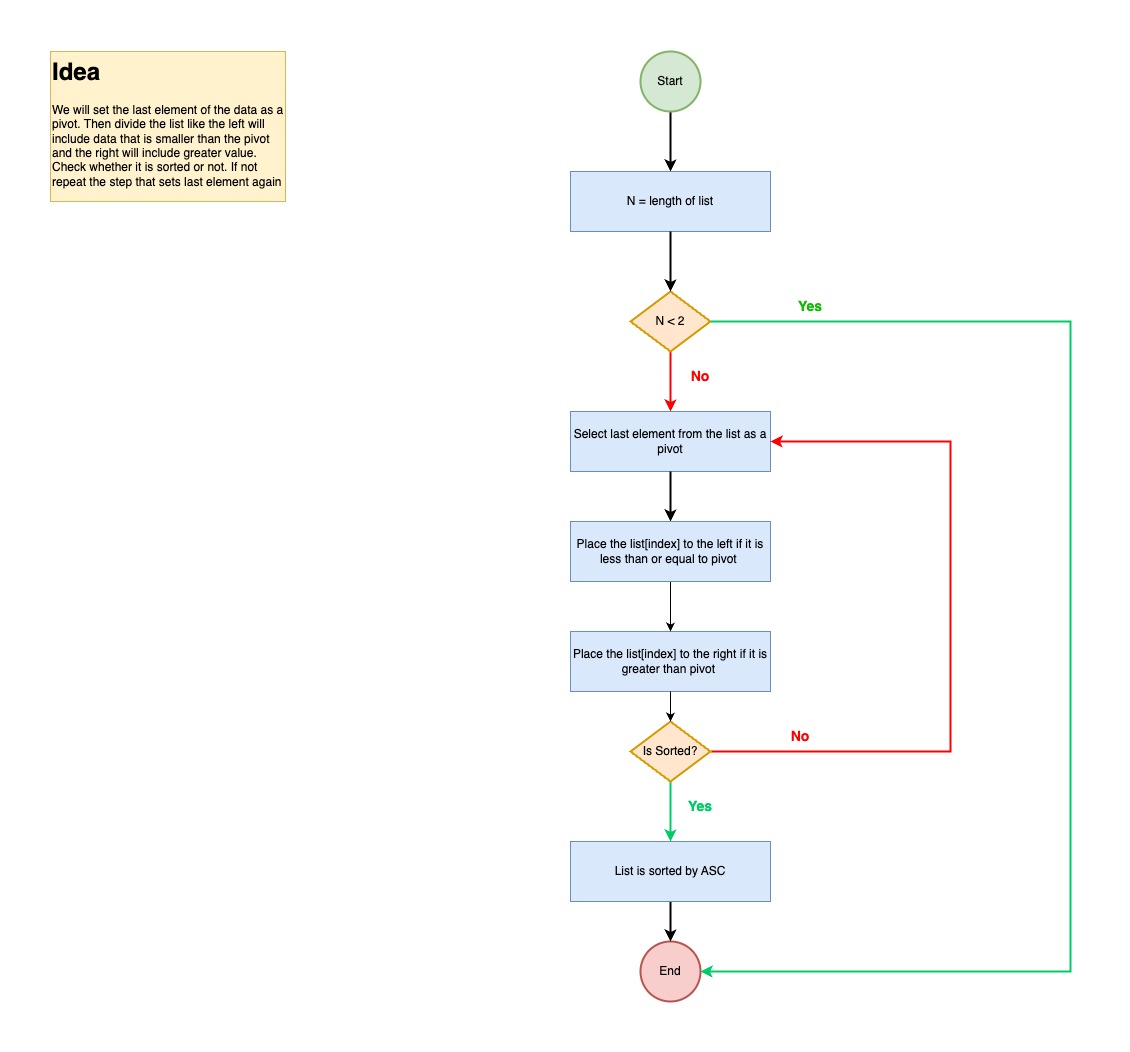 Idea
We will set the last element of the data as a
pivot. Then divide the list like the left will
include data that is smaller than the pivot
and the right will include greater value.
Check whether it is sorted or not. If not
repeat the step that sets last element again
Start
N = length of list
N < 2
Yes
No
Select last element from the list as a
pivot
Place the list[index] to the left if it is
less than or equal to pivot
Place the list[index] to the right if it is
greater than pivot
Is Sorted?
No
Yes
List is sorted by ASC
End